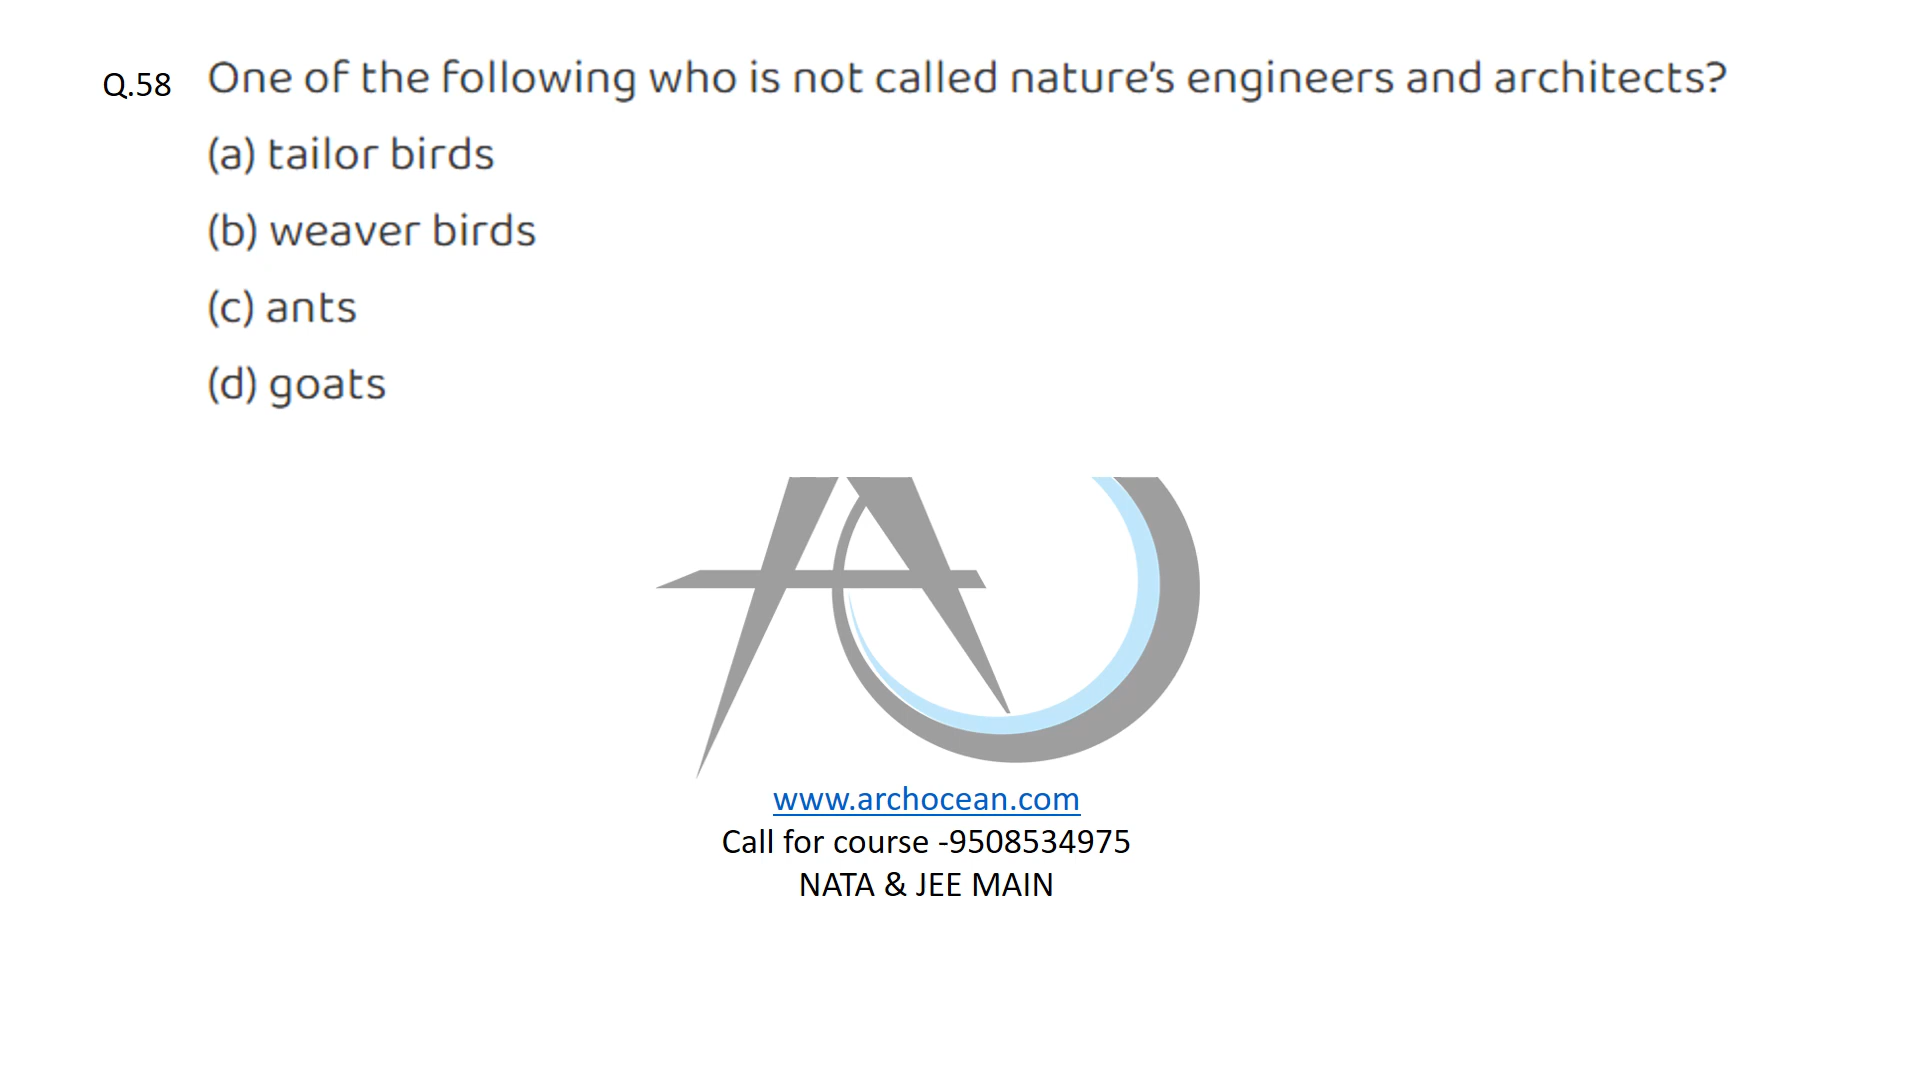 Q.58 One of the following who is not called nature's engineers and architects?
(a) tailor birds
(b) weaver birds
(c) ants
(d) goats
www.archocean.com
Call for course -9508534975
NATA & JEE MAIN